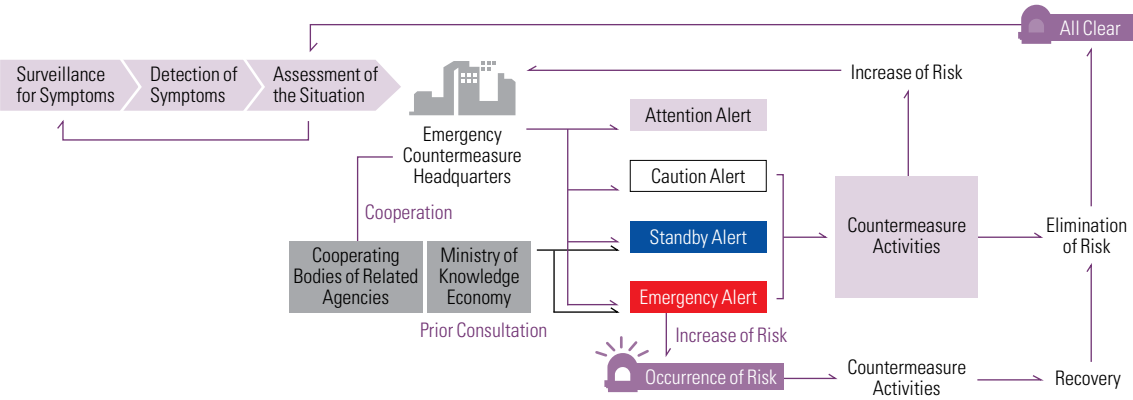 All Clear
Surveillance
for Symptoms
Detection of
Symptoms
Assessment of
the Situation
Increase of Risk
Emergency
Countermeasure
Headquarters
Attention Alert
Caution Alert
Standby Alert
Emergency Alert
Cooperation
Cooperating
Bodies of Related
Agencies
Ministry of
Knowledge
Economy
Prior Consultation
Countermeasure
Activities
Elimination
of Risk
Increase of Risk
Occurrence of Risk
Countermeasure
Activities
Recovery